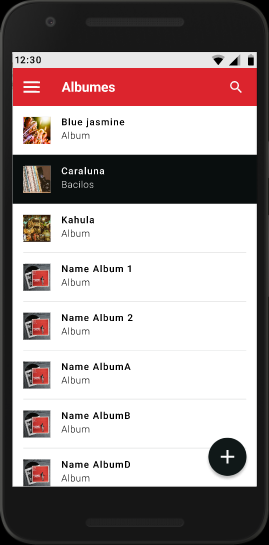 12:30
Albumes
Blue jasmine
Album
Caraluna
Bacilos
Kahula
Album
Name Album 1
Album
Name Album 2
Album
Name AlbumA
Album
Name AlbumB
Album
Name AlbumD
Album